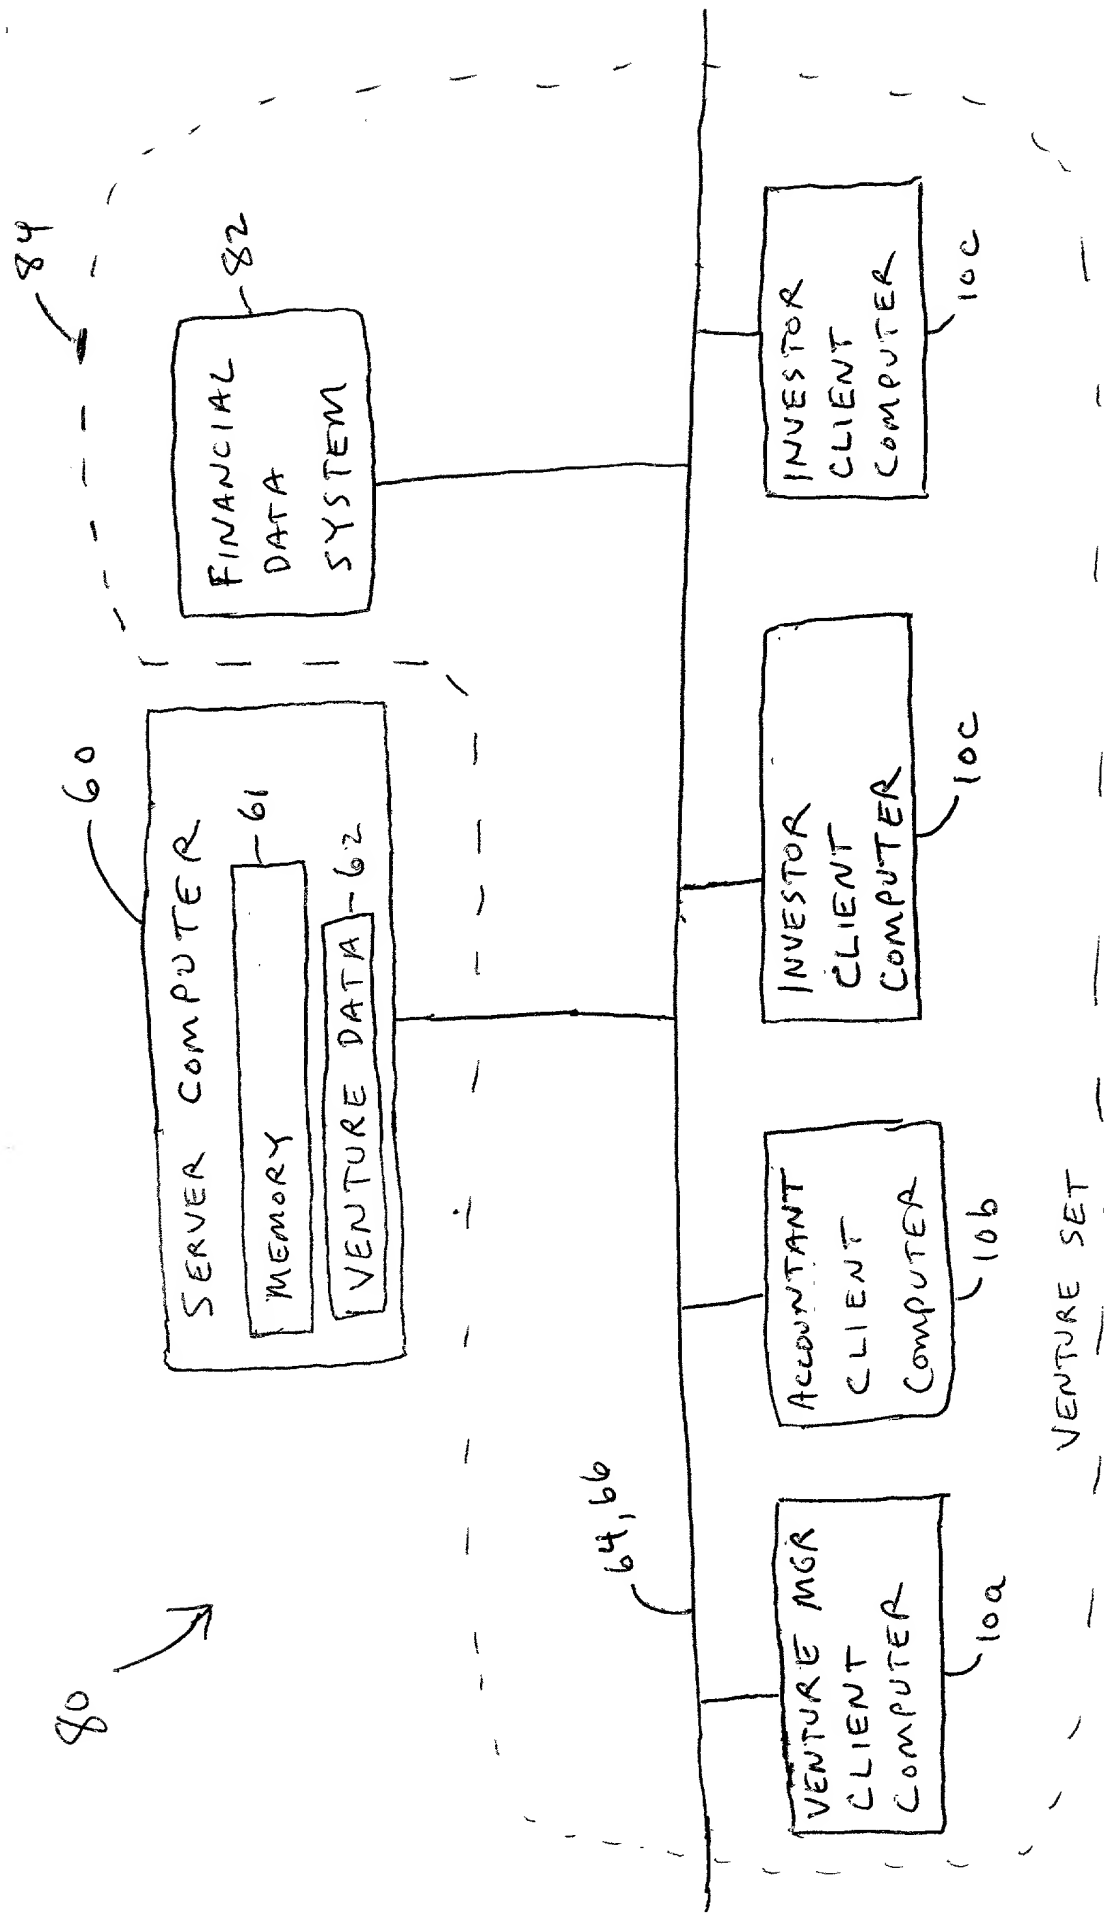 80
60
SERVER COMPUTER
MEMORY
61
VENTURE DATA
62
84
FINANCIAL
DATA
SYSTEM
82
64, 66
VENTURE MGR
CLIENT
COMPUTER
10a
ACCOUNTANT
CLIENT
COMPUTER
10b
INVESTOR
CLIENT
COMPUTER
10c
INVESTOR
CLIENT
COMPUTER
10c
VENTURE SET